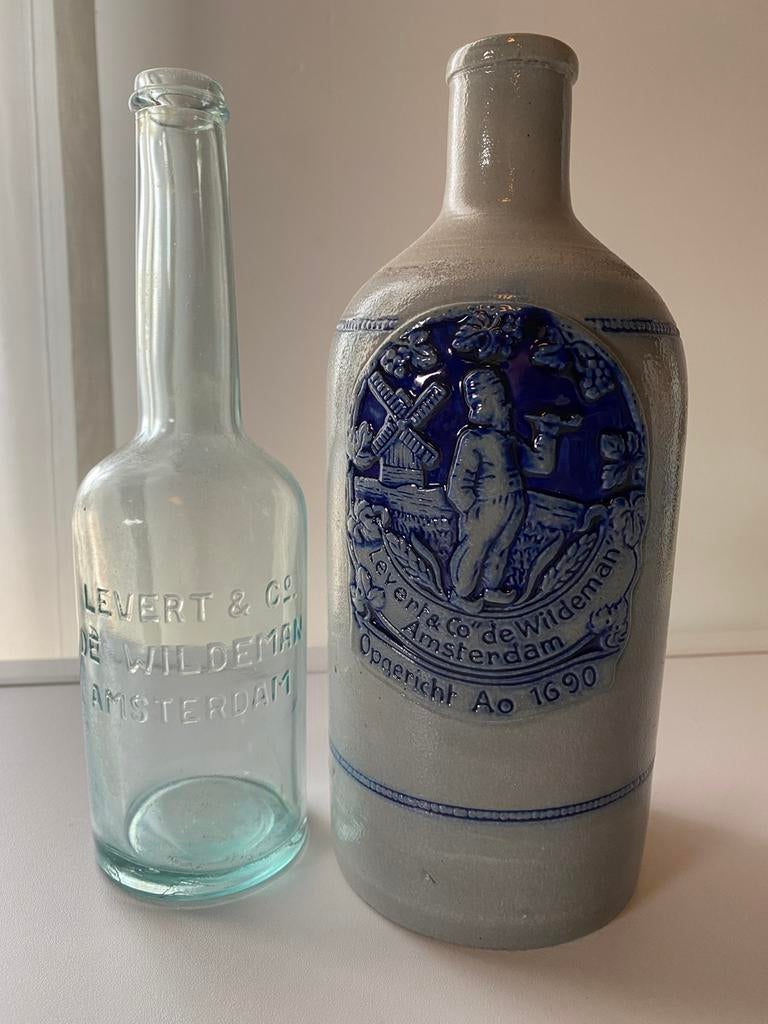 LEVERT & Co.
DE WILDEMAN
AMSTERDAM
Levert & Co "de Wildeman"
Amsterdam
Opgericht Ao 1690